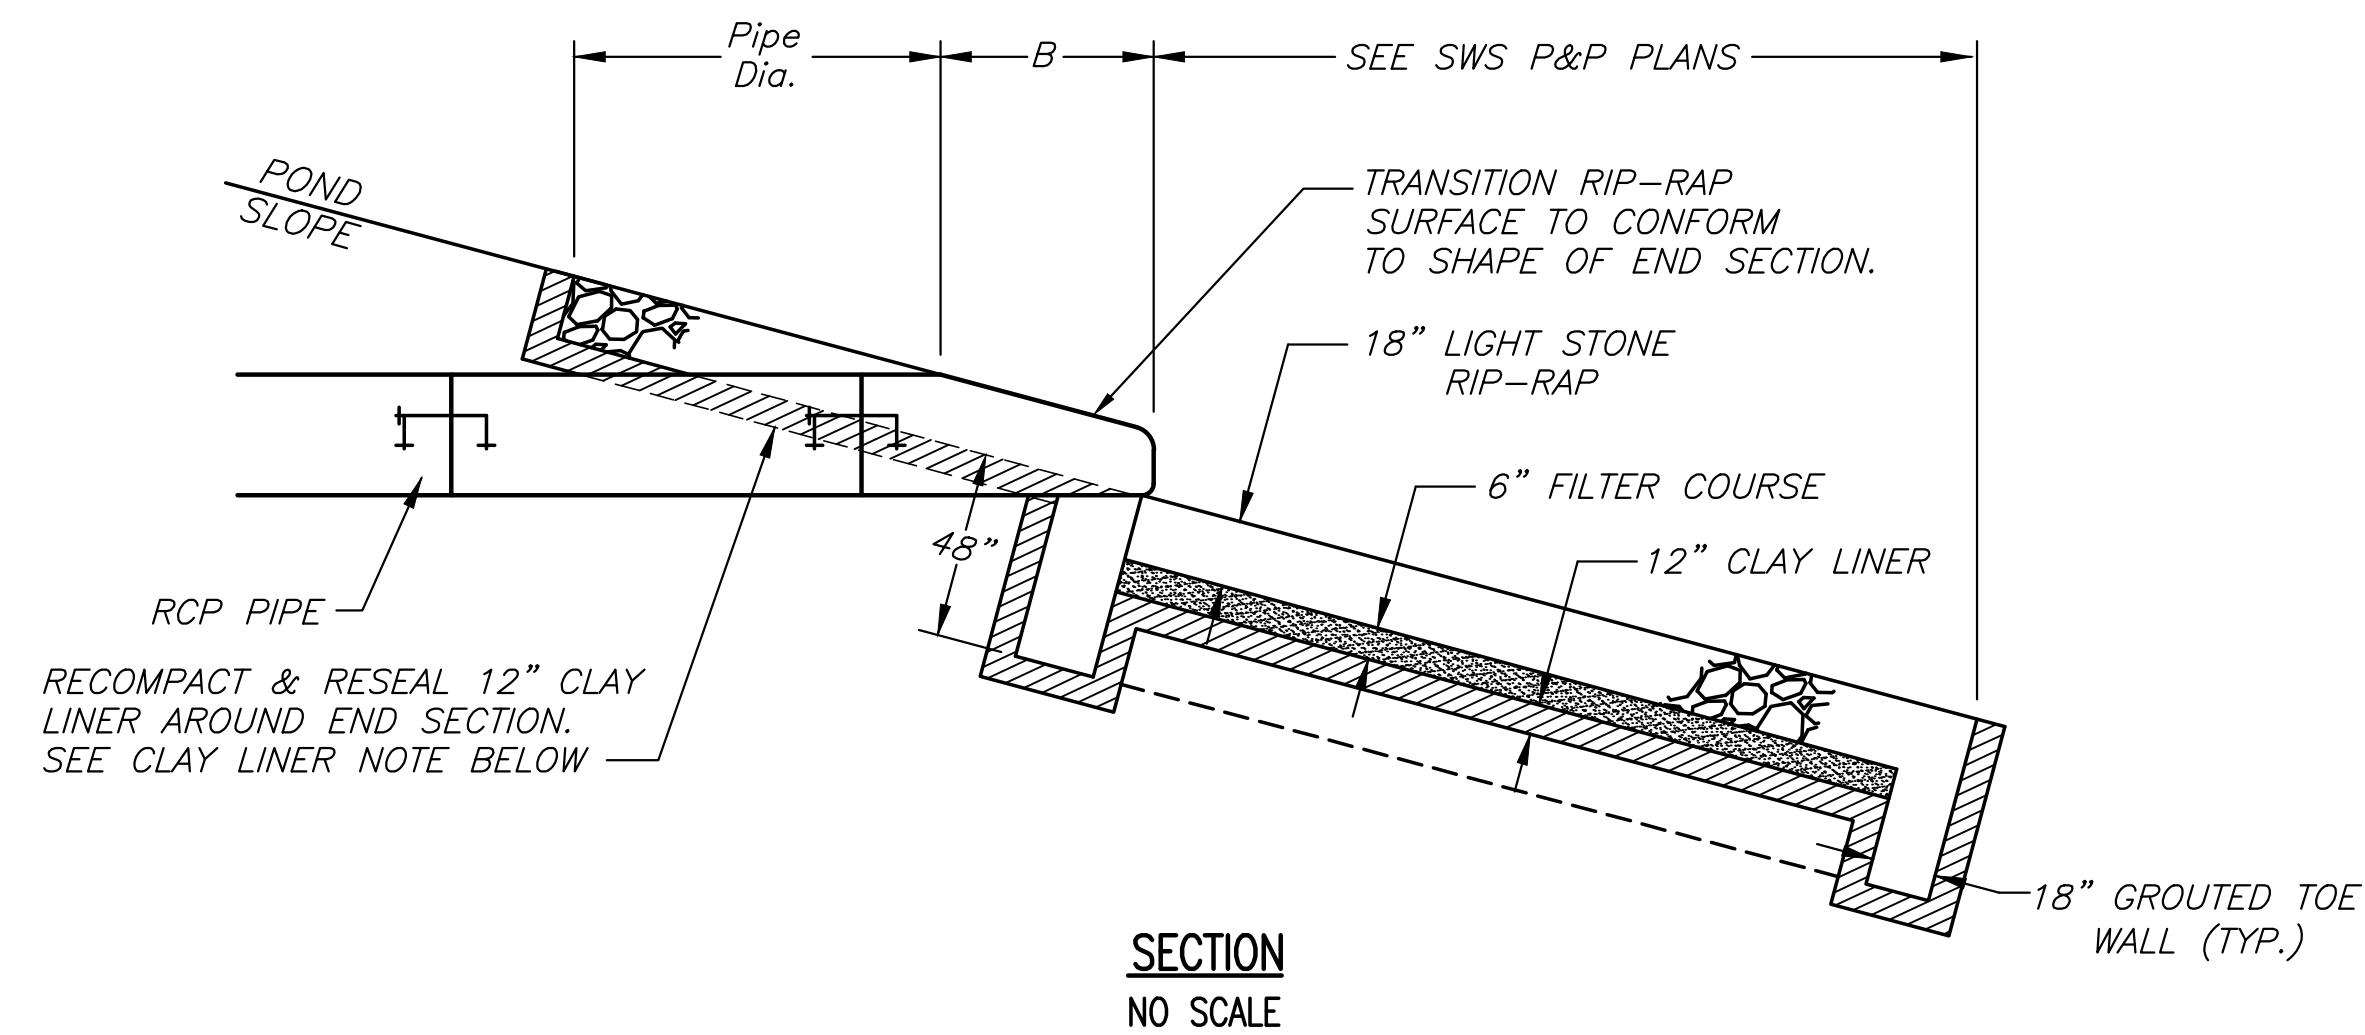 Pipe
Dia.
B
SEE SWS P&P PLANS
POND
SLOPE
TRANSITION RIP-RAP
SURFACE TO CONFORM
TO SHAPE OF END SECTION.
18” LIGHT STONE
RIP-RAP
6” FILTER COURSE
12” CLAY LINER
48”
RCP PIPE
RECOMPACT & RESEAL 12” CLAY
LINER AROUND END SECTION.
SEE CLAY LINER NOTE BELOW
18” GROUTED TOE
WALL (TYP.)
SECTION
NO SCALE